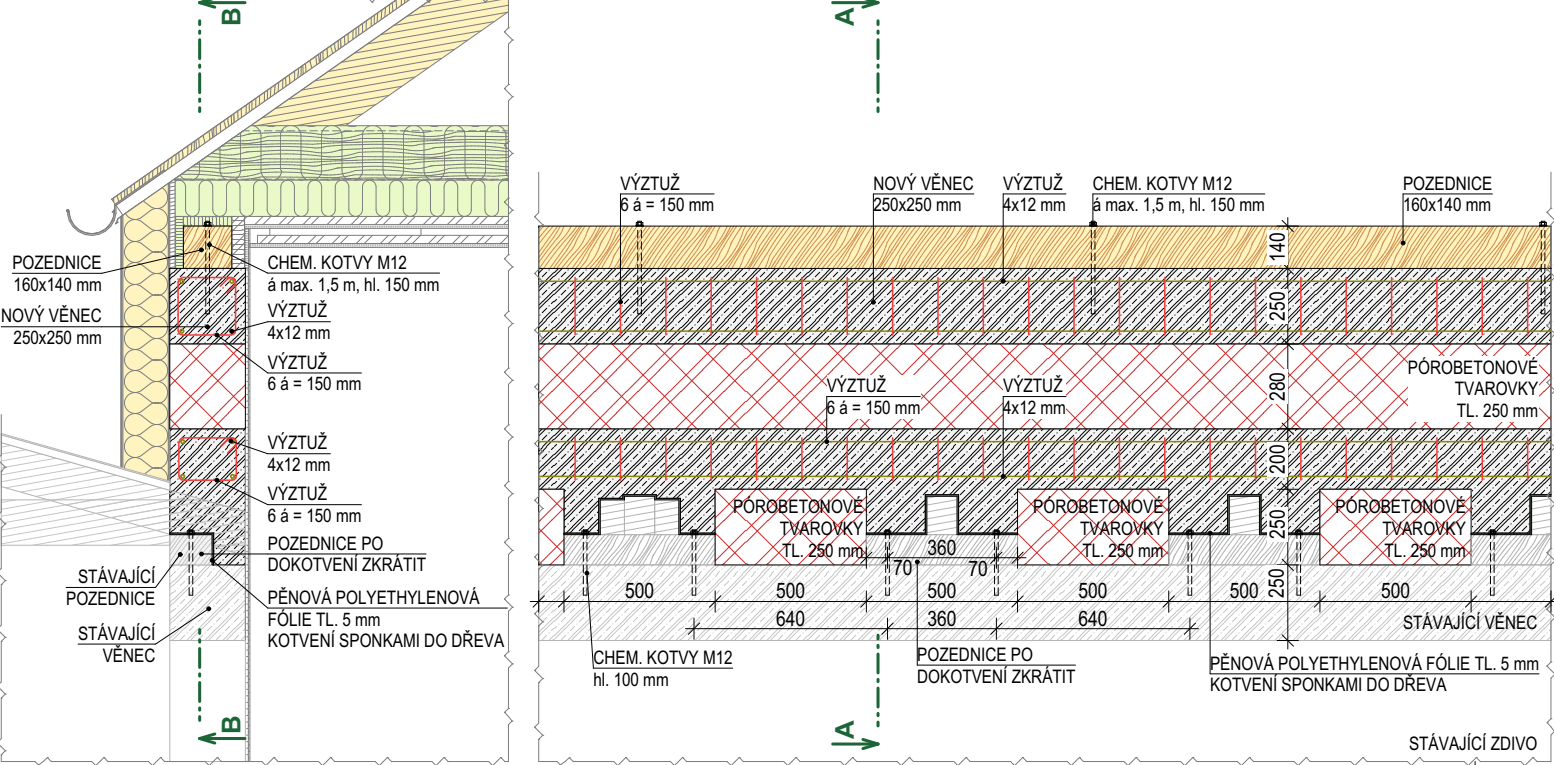 B
A
POZEDNICE
160x140 mm
NOVÝ VĚNEC
250x250 mm
CHEM. KOTVY M12
á max. 1,5 m, hl. 150 mm
VÝZTUŽ
4x12 mm
VÝZTUŽ
6 á = 150 mm
VÝZTUŽ
4x12 mm
VÝZTUŽ
6 á = 150 mm
POZEDNICE PO
DOKOTVENÍ ZKRÁTIT
STÁVAJÍCÍ
POZEDNICE
PĚNOVÁ POLYETHYLENOVÁ
FÓLIE TL. 5 mm
KOTVENÍ SPONKAMI DO DŘEVA
STÁVAJÍCÍ
VĚNEC
B
VÝZTUŽ
6 á = 150 mm
NOVÝ VĚNEC
250x250 mm
VÝZTUŽ
4x12 mm
CHEM. KOTVY M12
á max. 1,5 m, hl. 150 mm
POZEDNICE
160x140 mm
140
250
280
200
250
250
VÝZTUŽ
6 á = 150 mm
VÝZTUŽ
4x12 mm
PÓROBETONOVÉ
TVAROVKY
TL. 250 mm
PÓROBETONOVÉ
TVAROVKY
TL. 250 mm
PÓROBETONOVÉ
TVAROVKY
TL. 250 mm
PÓROBETONOVÉ
TVAROVKY
TL. 250 mm
360
70
70
500
500
500
500
500
500
640
360
640
STÁVAJÍCÍ VĚNEC
CHEM. KOTVY M12
hl. 100 mm
POZEDNICE PO
DOKOTVENÍ ZKRÁTIT
PĚNOVÁ POLYETHYLENOVÁ FÓLIE TL. 5 mm
KOTVENÍ SPONKAMI DO DŘEVA
A
STÁVAJÍCÍ ZDIVO